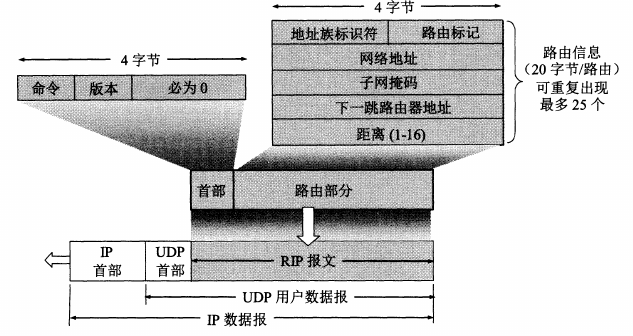 4 字节
地址族标识符 路由标记
网络地址
子网掩码
下一跳路由器地址
距离 (1-16)
路由信息
(20 字节/路由)
可重复出现
最多 25 个
4 字节
命令 版本 必为 0
首部 路由部分
IP
首部
UDP
首部
RIP 报文
UDP 用户数据报
IP 数据报